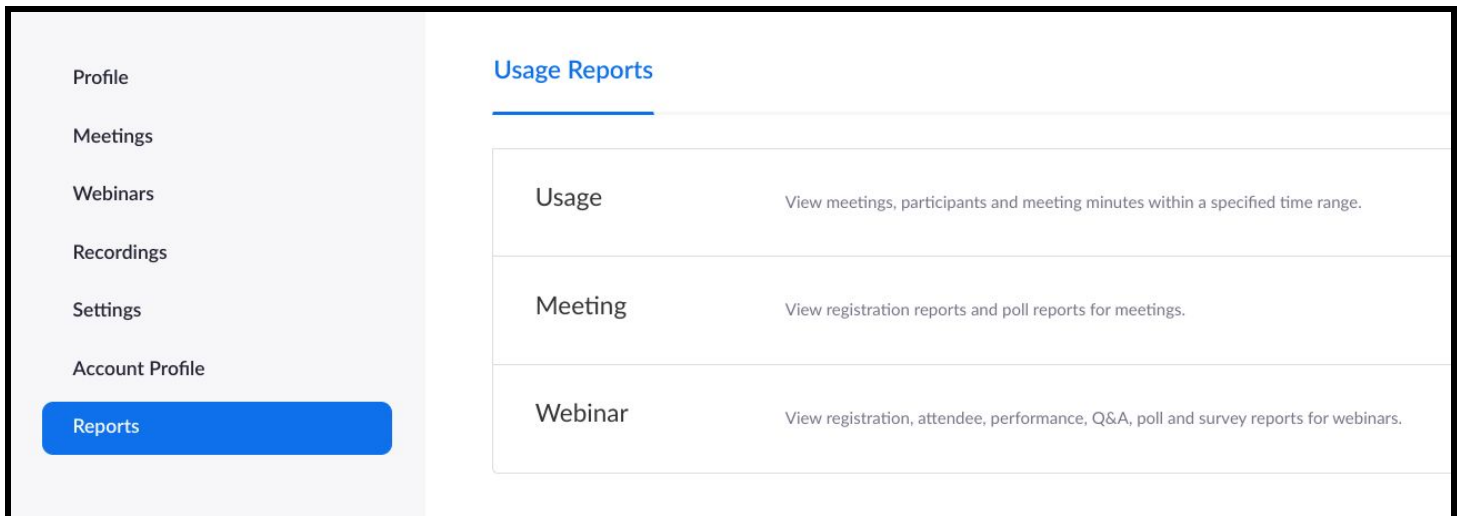 Profile
Meetings
Webinars
Recordings
Settings
Account Profile
Reports
Usage Reports
Usage
View meetings, participants and meeting minutes within a specified time range.
Meeting
View registration reports and poll reports for meetings.
Webinar
View registration, attendee, performance, Q&A, poll and survey reports for webinars.